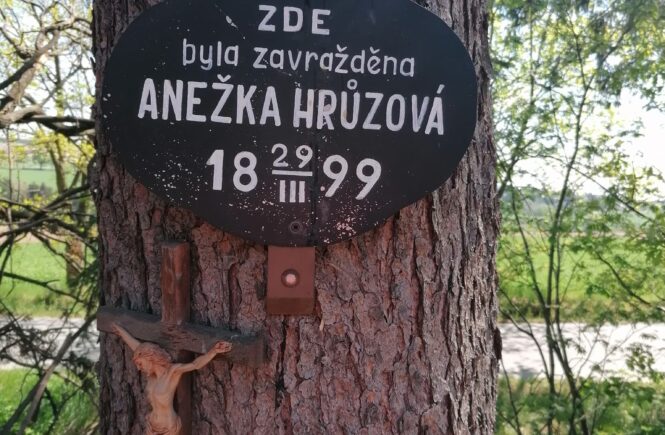 ZDE
byla zavražděna
ANEŽKA HRŮZOVÁ
18 29/III 99